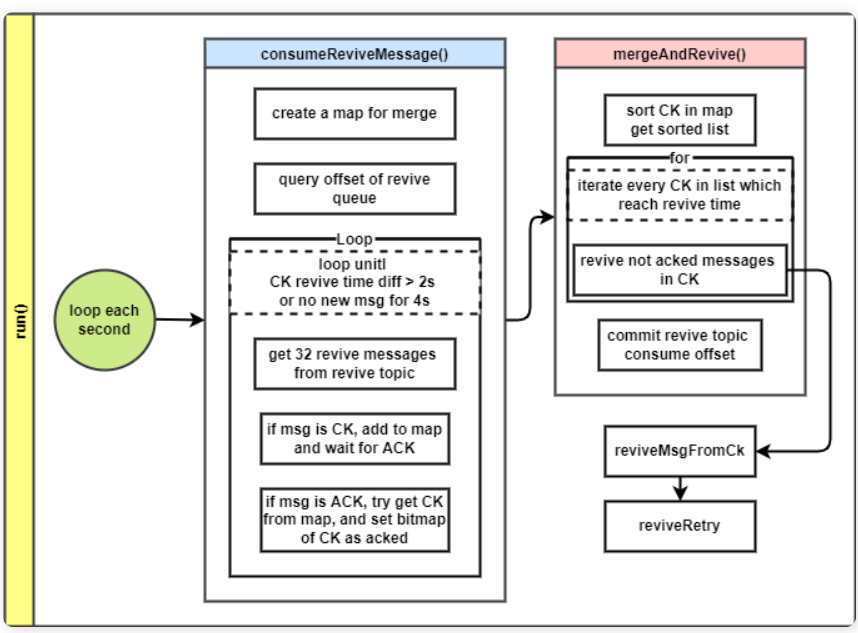 run()
loop each
second
consumeReviveMessage()
create a map for merge
query offset of revive
queue
Loop
loop unitl
CK revive time diff > 2s
or no new msg for 4s
get 32 revive messages
from revive topic
if msg is CK, add to map
and wait for ACK
if msg is ACK, try get CK
from map, and set bitmap
of CK as acked
mergeAndRevive()
sort CK in map
get sorted list
for
iterate every CK in list which
reach revive time
revive not acked messages
in CK
commit revive topic
consume offset
reviveMsgFromCk
reviveRetry